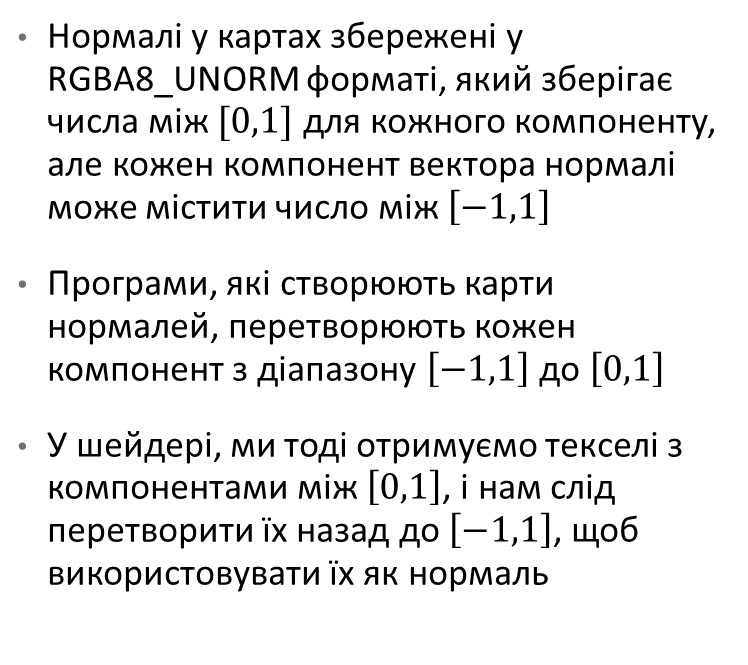 • Нормалі у картах збережені у
RGBA8_UNORM форматі, який зберігає
числа між [0,1] для кожного компоненту,
але кожен компонент вектора нормалі
може містити число між [−1,1]
• Програми, які створюють карти
нормалей, перетворюють кожен
компонент з діапазону [−1,1] до [0,1]
• У шейдері, ми тоді отримуємо текселі з
компонентами між [0,1], і нам слід
перетворити їх назад до [−1,1], щоб
використовувати їх як нормаль